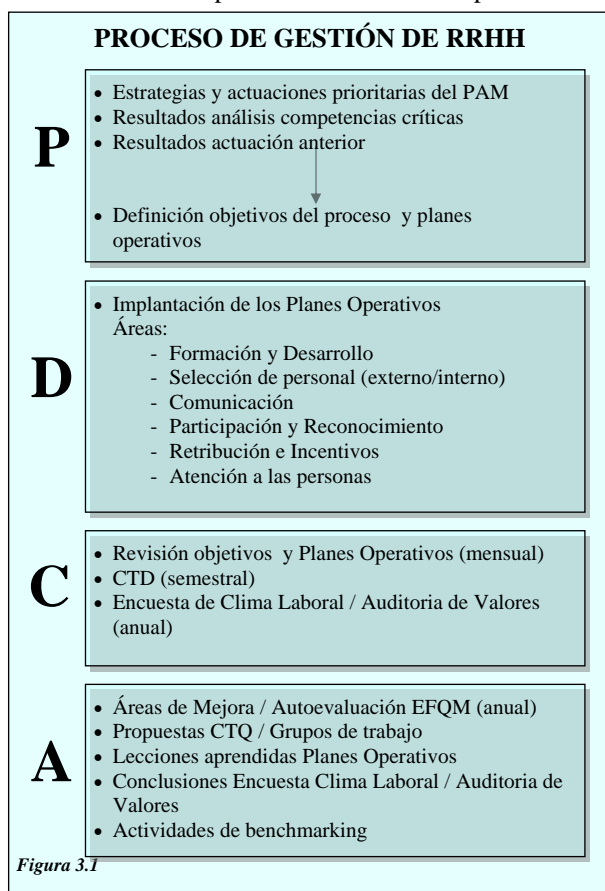 PROCESO DE GESTIÓN DE RRHH
P
• Estrategias y actuaciones prioritarias del PAM
• Resultados análisis competencias críticas
• Resultados actuación anterior
• Definición objetivos del proceso y planes
operativos
D
• Implantación de los Planes Operativos
Áreas:
- Formación y Desarrollo
- Selección de personal (externo/interno)
- Comunicación
- Participación y Reconocimiento
- Retribución e Incentivos
- Atención a las personas
C
• Revisión objetivos y Planes Operativos (mensual)
• CTD (semestral)
• Encuesta de Clima Laboral / Auditoria de Valores
(anual)
A
• Áreas de Mejora / Autoevaluación EFQM (anual)
• Propuestas CTQ / Grupos de trabajo
• Lecciones aprendidas Planes Operativos
• Conclusiones Encuesta Clima Laboral / Auditoria de
Valores
• Actividades de benchmarking
Figura 3.1